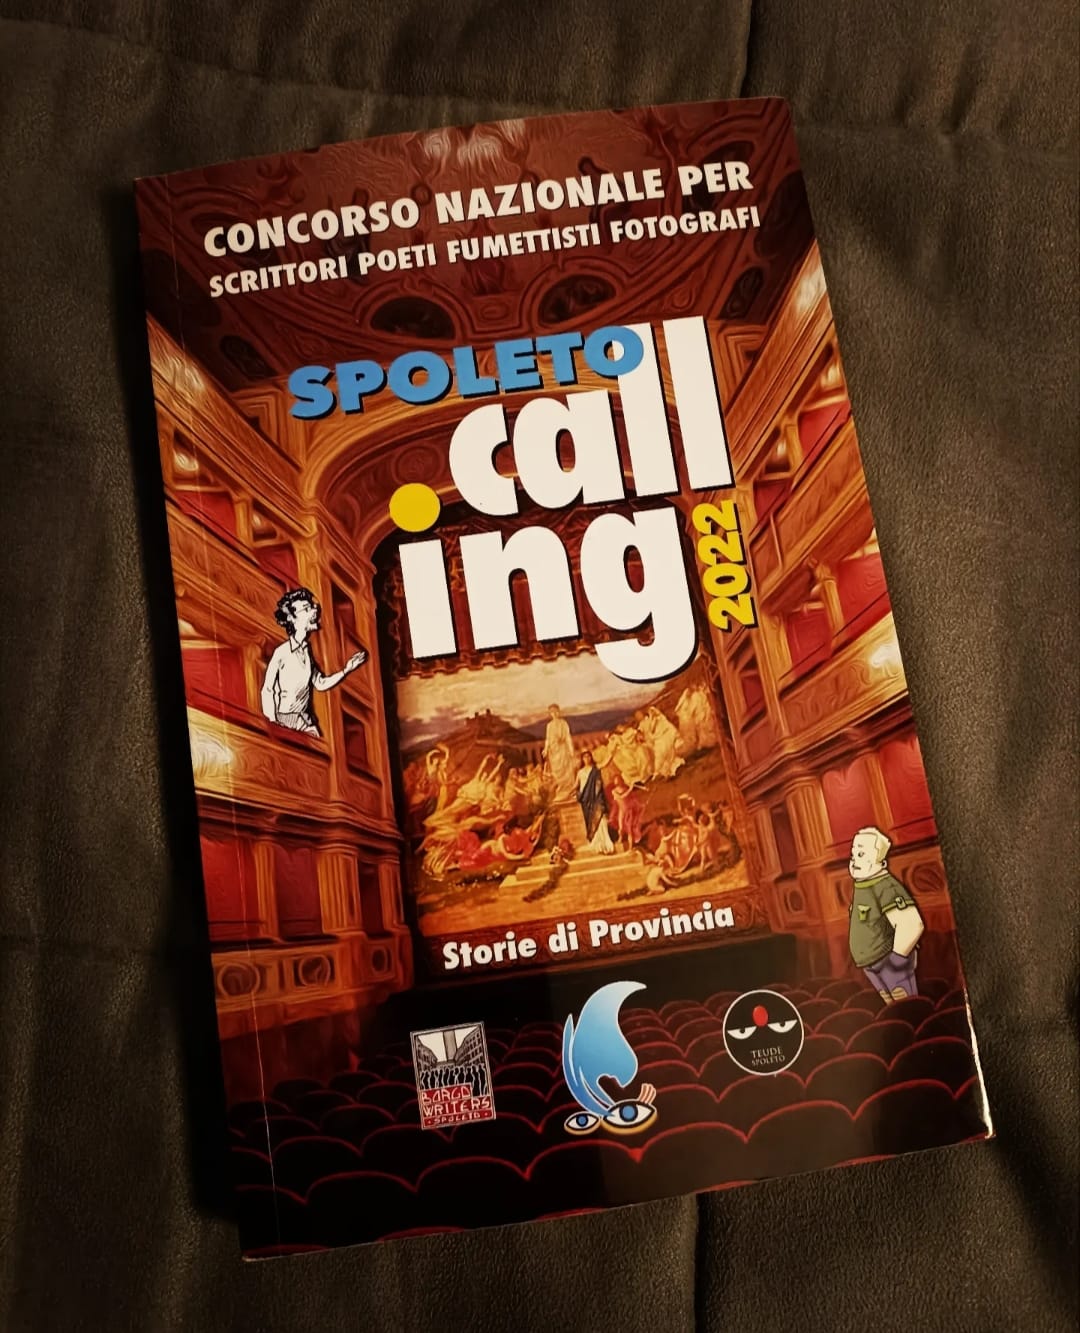 CONCORSO NAZIONALE PER
SCRITTORI POETI FUMETTISTI FOTOGRAFI
SPOLETO
call
ing
2022
Storie di Provincia
BORGO
WRITERS
SPOLETO
TEUDE
SPOLETO